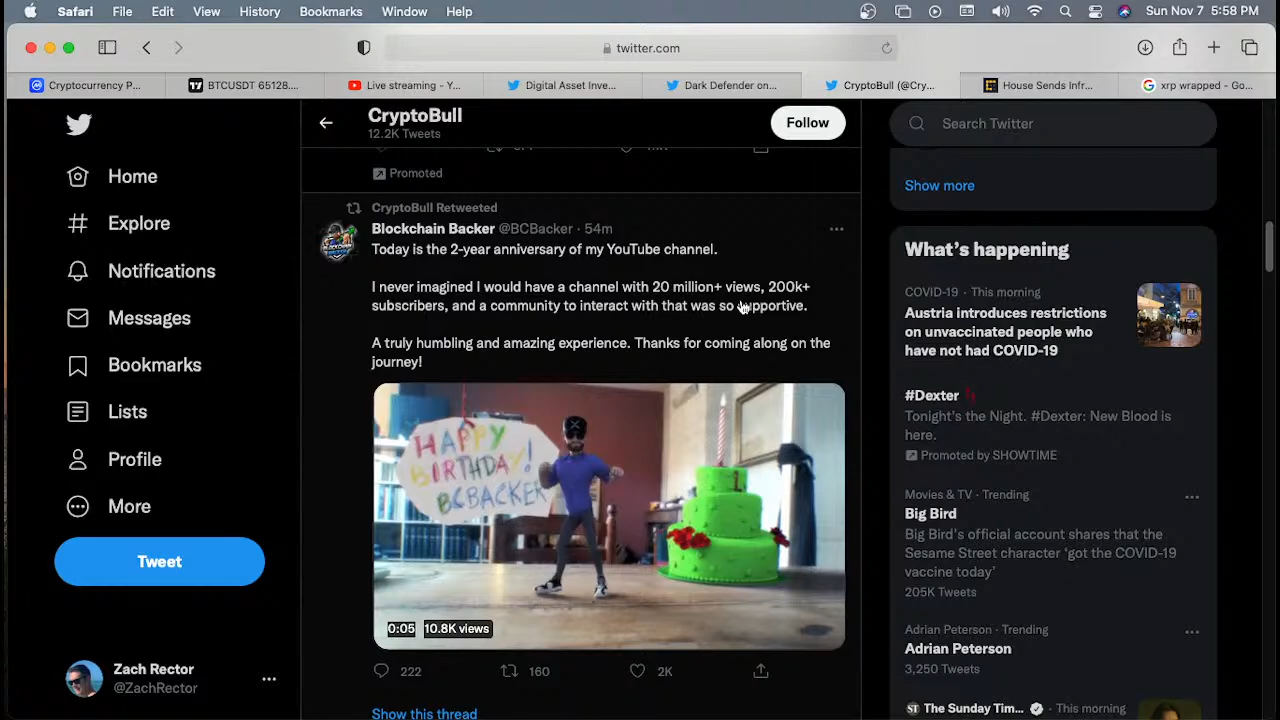 Safari File Edit View History Bookmarks Window Help Sun Nov 7 5:58 PM
twitter.com
Cryptocurrency P... BTCUSDT 65128... Live streaming - Y... Digital Asset Inve... Dark Defender on... CryptoBull (@Cry... House Sends Infr... xrp wrapped - Go...
CryptoBull
12.2K Tweets
Follow
Search Twitter
Home
Explore
Notifications
Messages
Bookmarks
Lists
Profile
More
Tweet
Zach Rector
@ZachRector
Promoted
CryptoBull Retweeted
Blockchain Backer @BCBacker · 54m
Today is the 2-year anniversary of my YouTube channel.
I never imagined I would have a channel with 20 million+ views, 200k+
subscribers, and a community to interact with that was so supportive.
A truly humbling and amazing experience. Thanks for coming along on the
journey!
HAPPY
BIRTHDAY!
BCBACKER
0:05 10.8K views
222 160 2K
Show this thread
Show more
What's happening
COVID-19 · This morning
Austria introduces restrictions
on unvaccinated people who
have not had COVID-19
#Dexter
Tonight's the Night. #Dexter: New Blood is
here.
Promoted by SHOWTIME
Movies & TV · Trending
Big Bird
Big Bird's official account shares that the
Sesame Street character 'got the COVID-19
vaccine today'
205K Tweets
Adrian Peterson · Trending
Adrian Peterson
3,250 Tweets
The Sunday Tim... · This morning